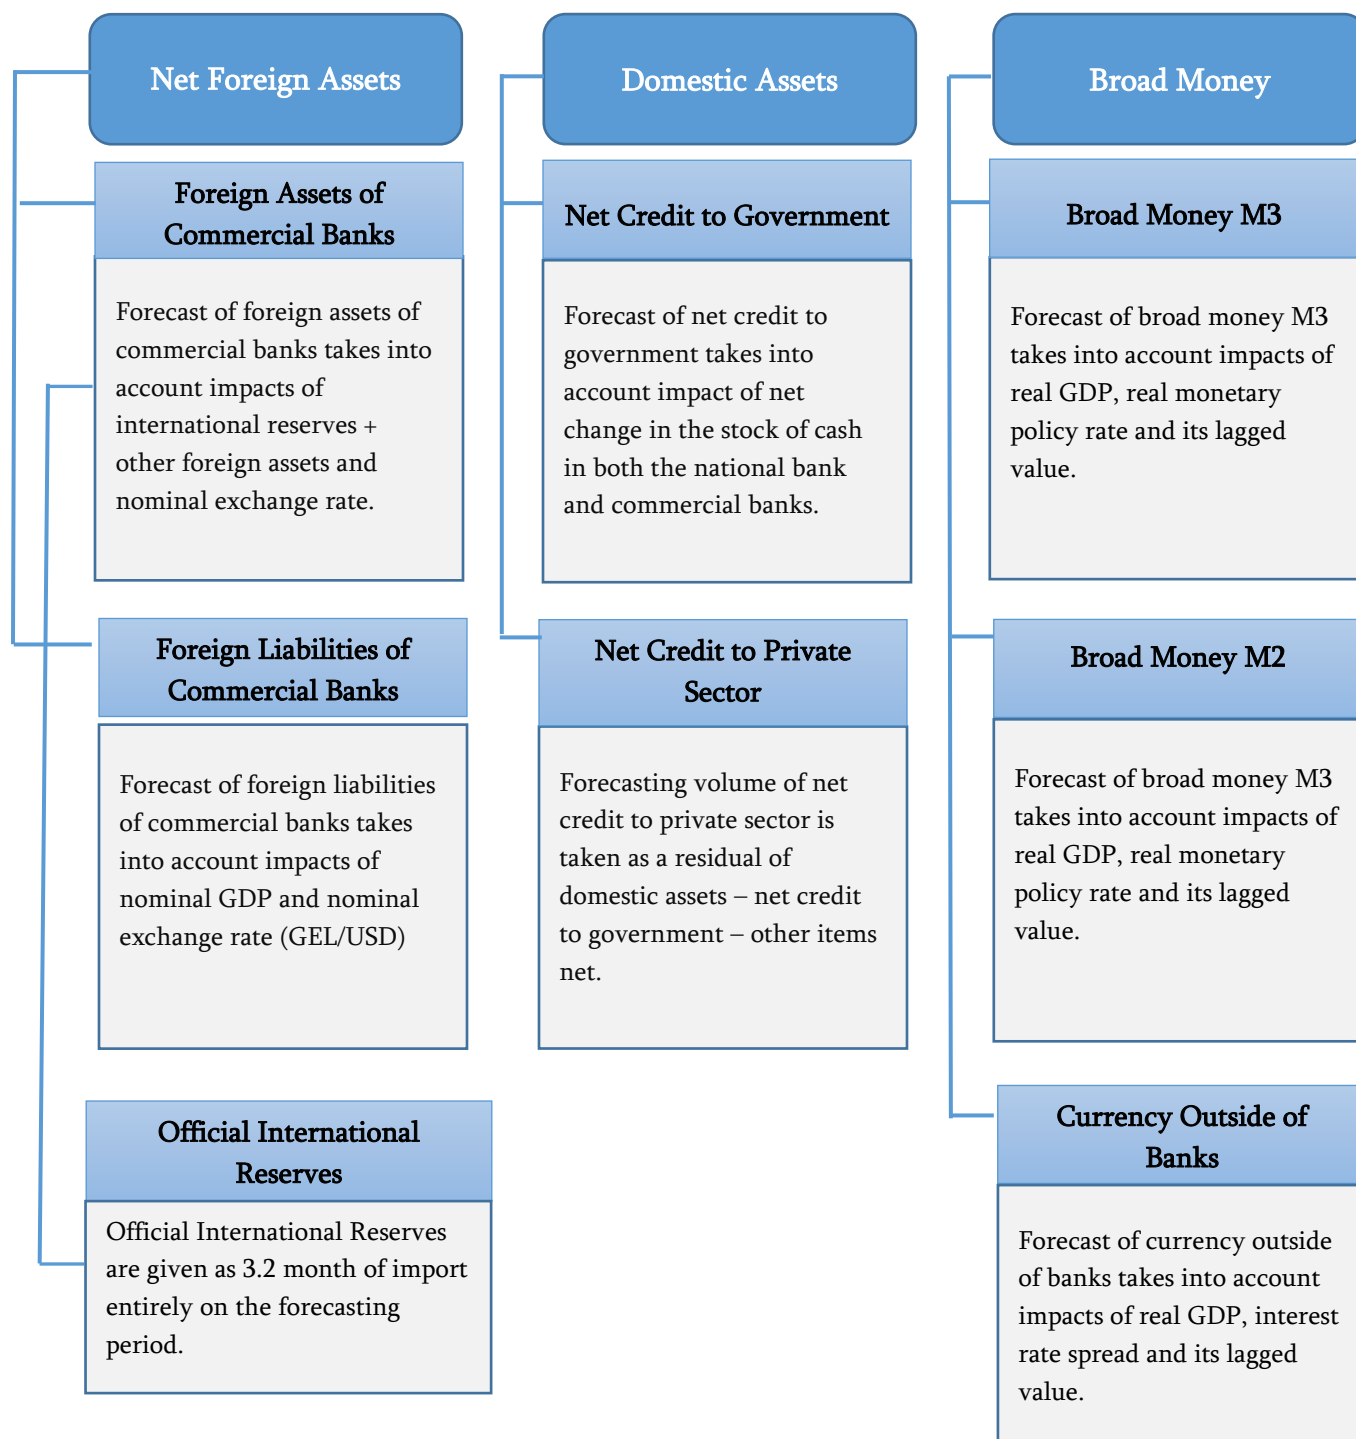 Net Foreign Assets
Foreign Assets of
Commercial Banks
Forecast of foreign assets of
commercial banks takes into
account impacts of
international reserves +
other foreign assets and
nominal exchange rate.
Foreign Liabilities of
Commercial Banks
Forecast of foreign liabilities
of commercial banks takes
into account impacts of
nominal GDP and nominal
exchange rate (GEL/USD)
Official International
Reserves
Official International Reserves
are given as 3.2 month of import
entirely on the forecasting
period.
Domestic Assets
Net Credit to Government
Forecast of net credit to
government takes into
account impact of net
change in the stock of cash
in both the national bank
and commercial banks.
Net Credit to Private
Sector
Forecasting volume of net
credit to private sector is
taken as a residual of
domestic assets – net credit
to government – other items
net.
Broad Money
Broad Money M3
Forecast of broad money M3
takes into account impacts of
real GDP, real monetary
policy rate and its lagged
value.
Broad Money M2
Forecast of broad money M3
takes into account impacts of
real GDP, real monetary
policy rate and its lagged
value.
Currency Outside of
Banks
Forecast of currency outside
of banks takes into account
impacts of real GDP, interest
rate spread and its lagged
value.